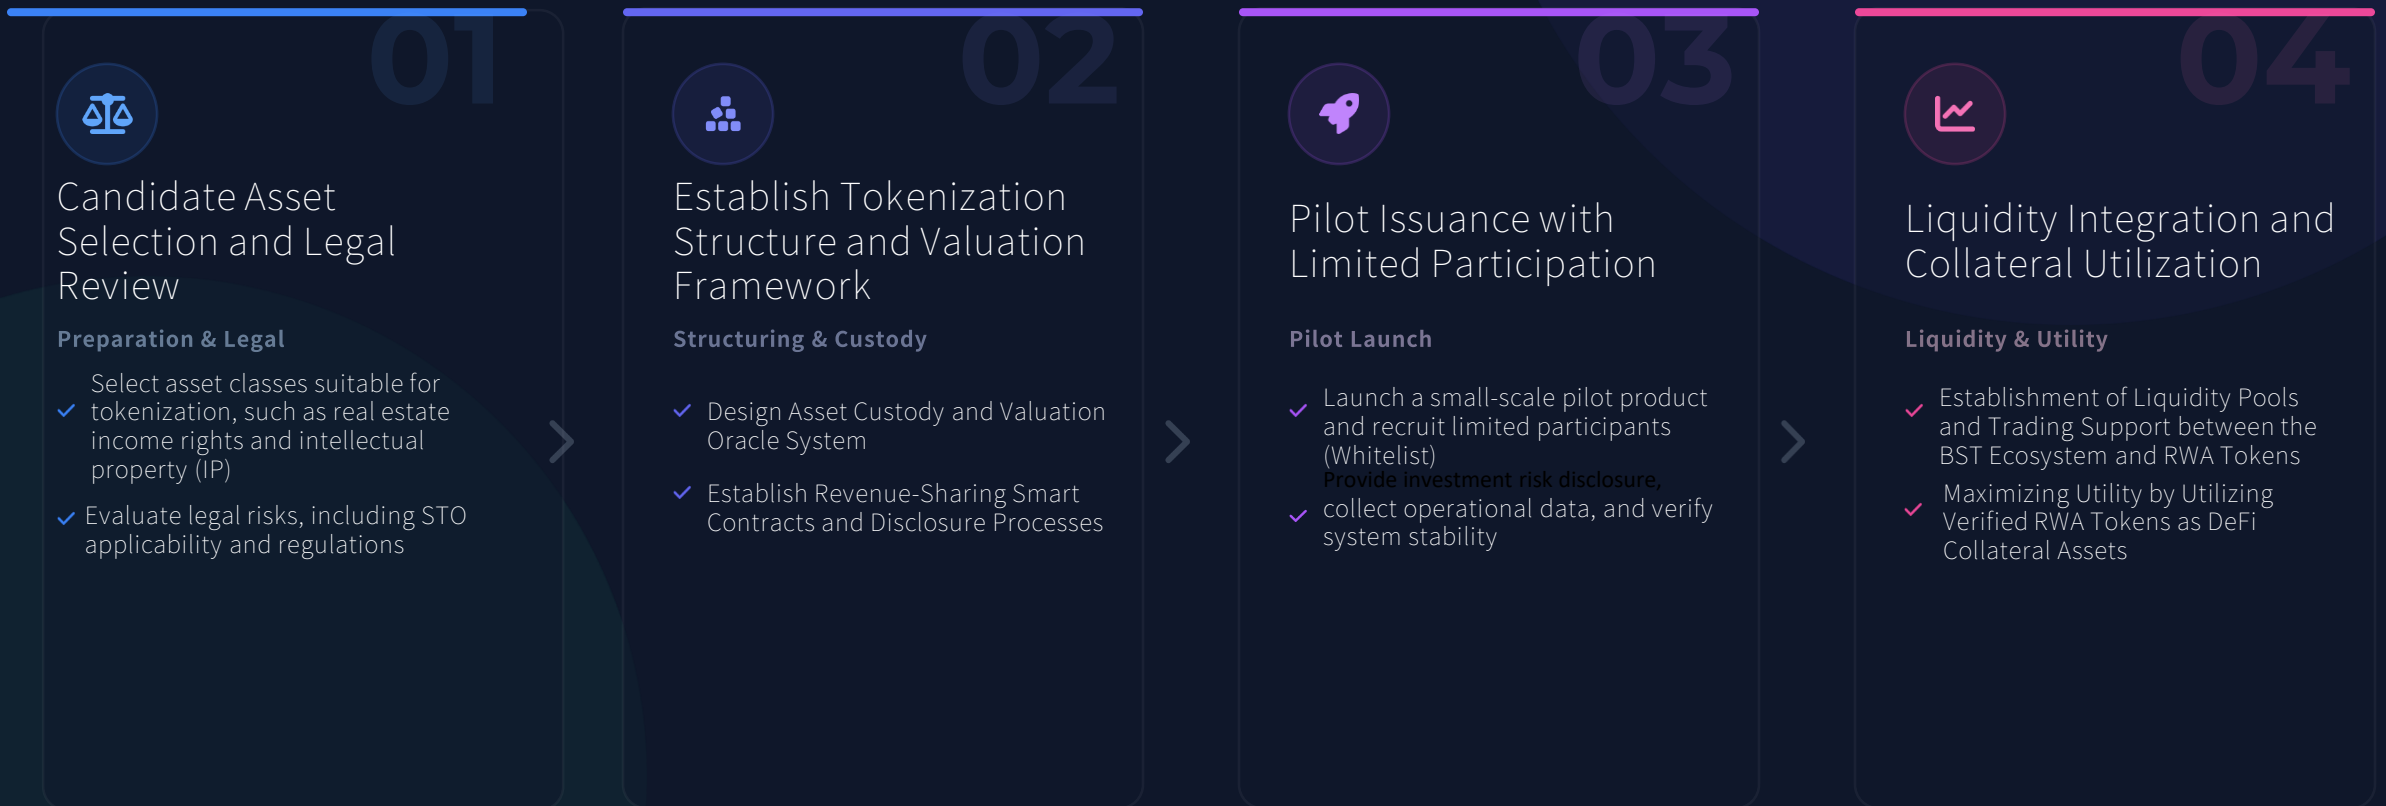 01
Candidate Asset
Selection and Legal
Review
Preparation & Legal
Select asset classes suitable for
tokenization, such as real estate
income rights and intellectual
property (IP)
Evaluate legal risks, including STO
applicability and regulations
02
Establish Tokenization
Structure and Valuation
Framework
Structuring & Custody
Design Asset Custody and Valuation
Oracle System
Establish Revenue-Sharing Smart
Contracts and Disclosure Processes
03
Pilot Issuance with
Limited Participation
Pilot Launch
Launch a small-scale pilot product
and recruit limited participants
(Whitelist)
Provide investment risk disclosure,
collect operational data, and verify
system stability
04
Liquidity Integration and
Collateral Utilization
Liquidity & Utility
Establishment of Liquidity Pools
and Trading Support between the
BST Ecosystem and RWA Tokens
Maximizing Utility by Utilizing
Verified RWA Tokens as DeFi
Collateral Assets